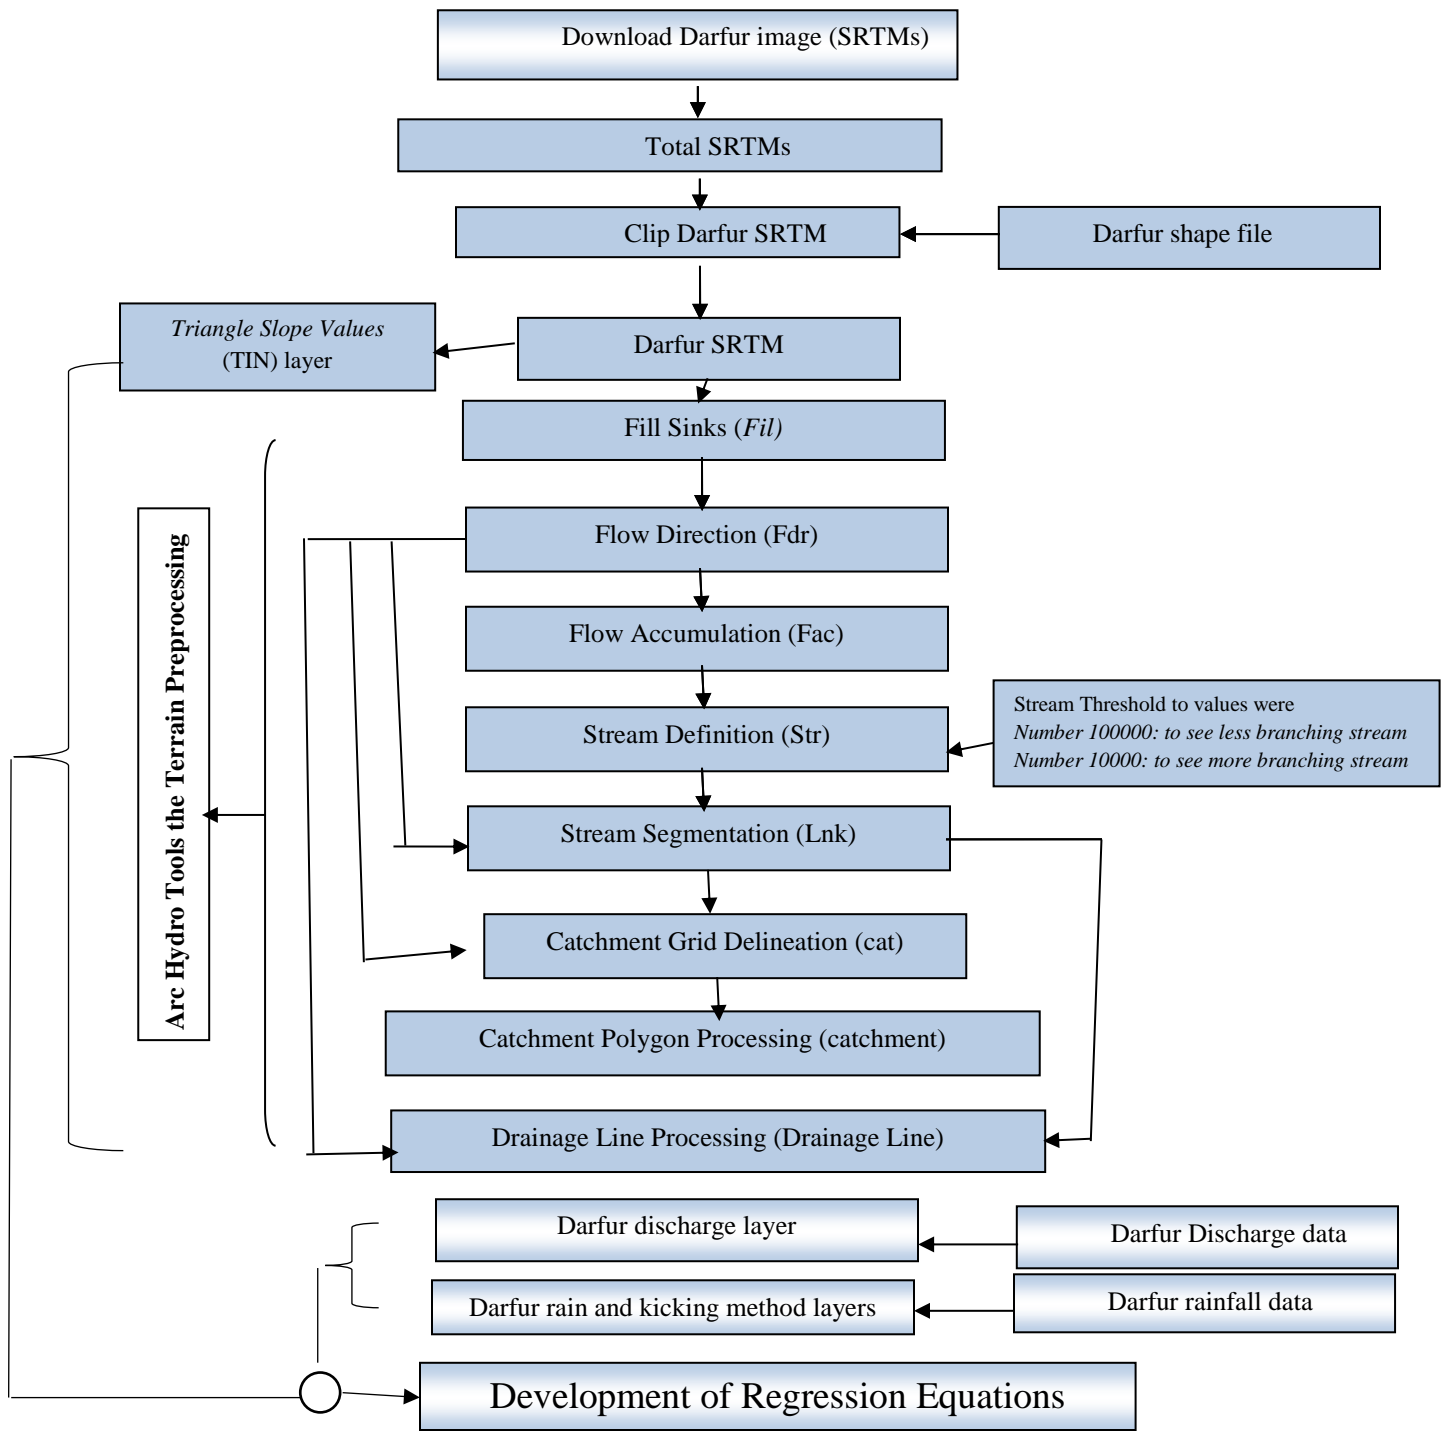 Download Darfur image (SRTMs)
Total SRTMs
Clip Darfur SRTM
Darfur shape file
Triangle Slope Values
(TIN) layer
Darfur SRTM
Fill Sinks (Fil)
Flow Direction (Fdr)
Arc Hydro Tools the Terrain Preprocessing
Flow Accumulation (Fac)
Stream Definition (Str)
Stream Threshold to values were
Number 100000: to see less branching stream
Number 10000: to see more branching stream
Stream Segmentation (Lnk)
Catchment Grid Delineation (cat)
Catchment Polygon Processing (catchment)
Drainage Line Processing (Drainage Line)
Darfur discharge layer
Darfur Discharge data
Darfur rain and kicking method layers
Darfur rainfall data
Development of Regression Equations